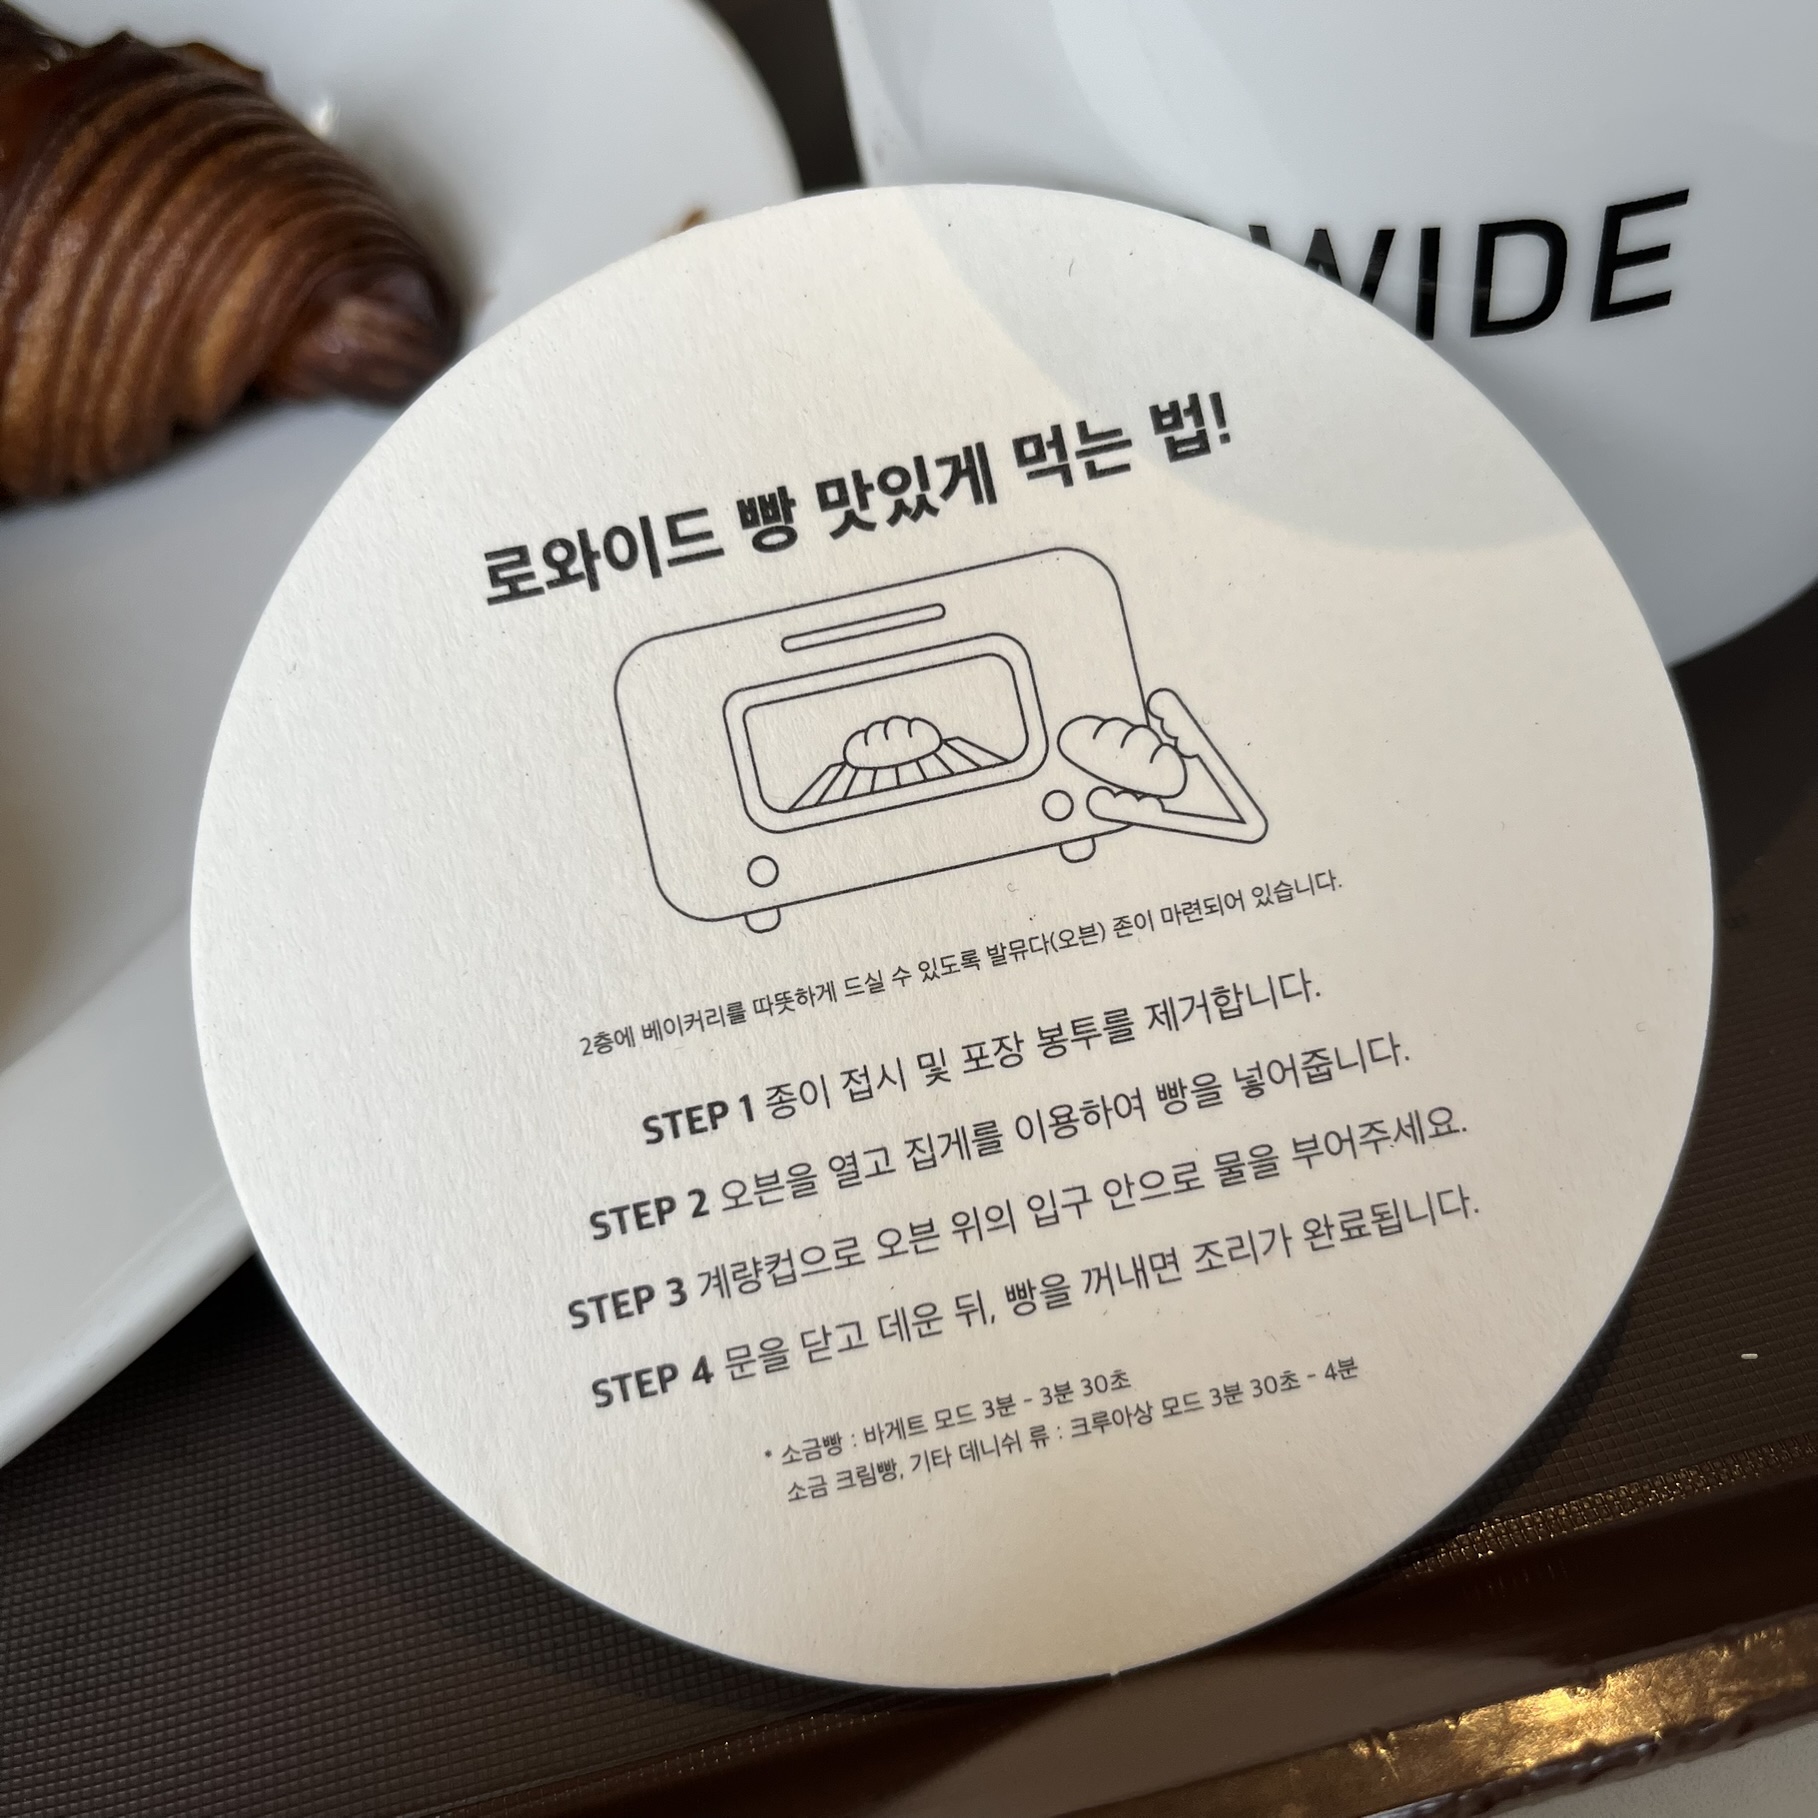 WIDE
로와이드 빵 맛있게 먹는 법!
2층에 베이커리를 따뜻하게 드실 수 있도록 발뮤다(오븐) 존이 마련되어 있습니다.
STEP 1 종이 접시 및 포장 봉투를 제거합니다.
STEP 2 오븐을 열고 집게를 이용하여 빵을 넣어줍니다.
STEP 3 계량컵으로 오븐 위의 입구 안으로 물을 부어주세요.
STEP 4 문을 닫고 데운 뒤, 빵을 꺼내면 조리가 완료됩니다.
* 소금빵 : 바게트 모드 3분 - 3분 30초
소금 크림빵, 기타 데니쉬 류 : 크루아상 모드 3분 30초 - 4분